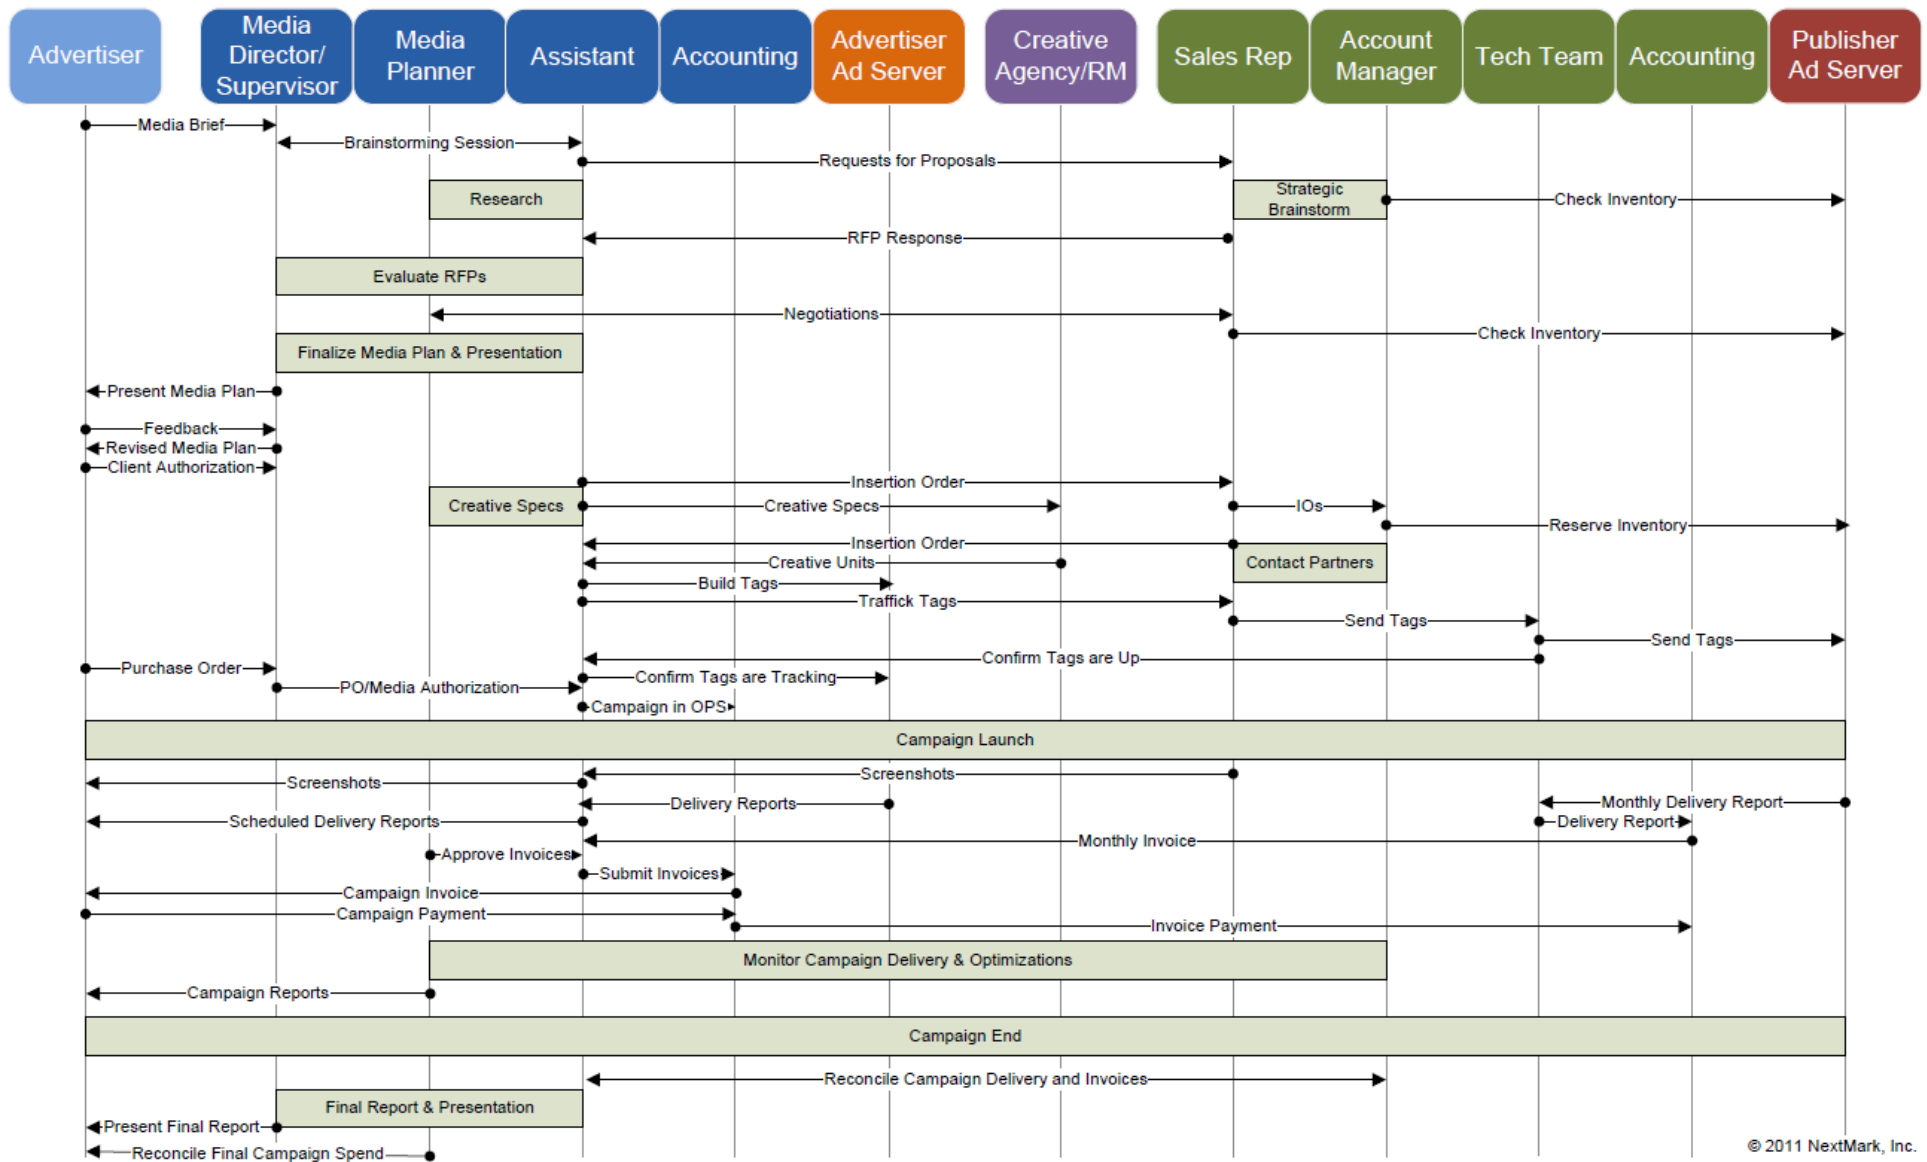 Advertiser
Media
Director/
Supervisor
Media
Planner
Assistant
Accounting
Advertiser
Ad Server
Creative
Agency/RM
Sales Rep
Account
Manager
Tech Team
Accounting
Publisher
Ad Server
Media Brief
Brainstorming Session
Requests for Proposals
Research
Strategic
Brainstorm
Check Inventory
RFP Response
Evaluate RFPs
Negotiations
Check Inventory
Finalize Media Plan & Presentation
Present Media Plan
Feedback
Revised Media Plan
Client Authorization
Insertion Order
Creative Specs
Creative Specs
IOs
Reserve Inventory
Insertion Order
Creative Units
Contact Partners
Build Tags
Traffick Tags
Send Tags
Send Tags
Confirm Tags are Up
Purchase Order
Confirm Tags are Tracking
PO/Media Authorization
Campaign in OPS
Campaign Launch
Screenshots
Screenshots
Delivery Reports
Monthly Delivery Report
Scheduled Delivery Reports
Delivery Report
Monthly Invoice
Approve Invoices
Submit Invoices
Campaign Invoice
Campaign Payment
Invoice Payment
Monitor Campaign Delivery & Optimizations
Campaign Reports
Campaign End
Reconcile Campaign Delivery and Invoices
Final Report & Presentation
Present Final Report
Reconcile Final Campaign Spend
© 2011 NextMark, Inc.